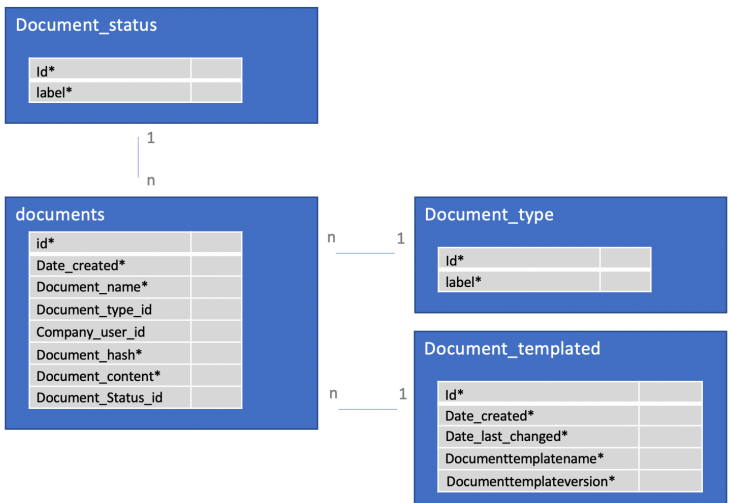 Document_status
Id*
label*
1
n
documents
id*
Date_created*
Document_name*
Document_type_id
Company_user_id
Document_hash*
Document_content*
Document_Status_id
n
1
Document_type
Id*
label*
n
1
Document_templated
Id*
Date_created*
Date_last_changed*
Documenttemplatename*
Documenttemplateversion*